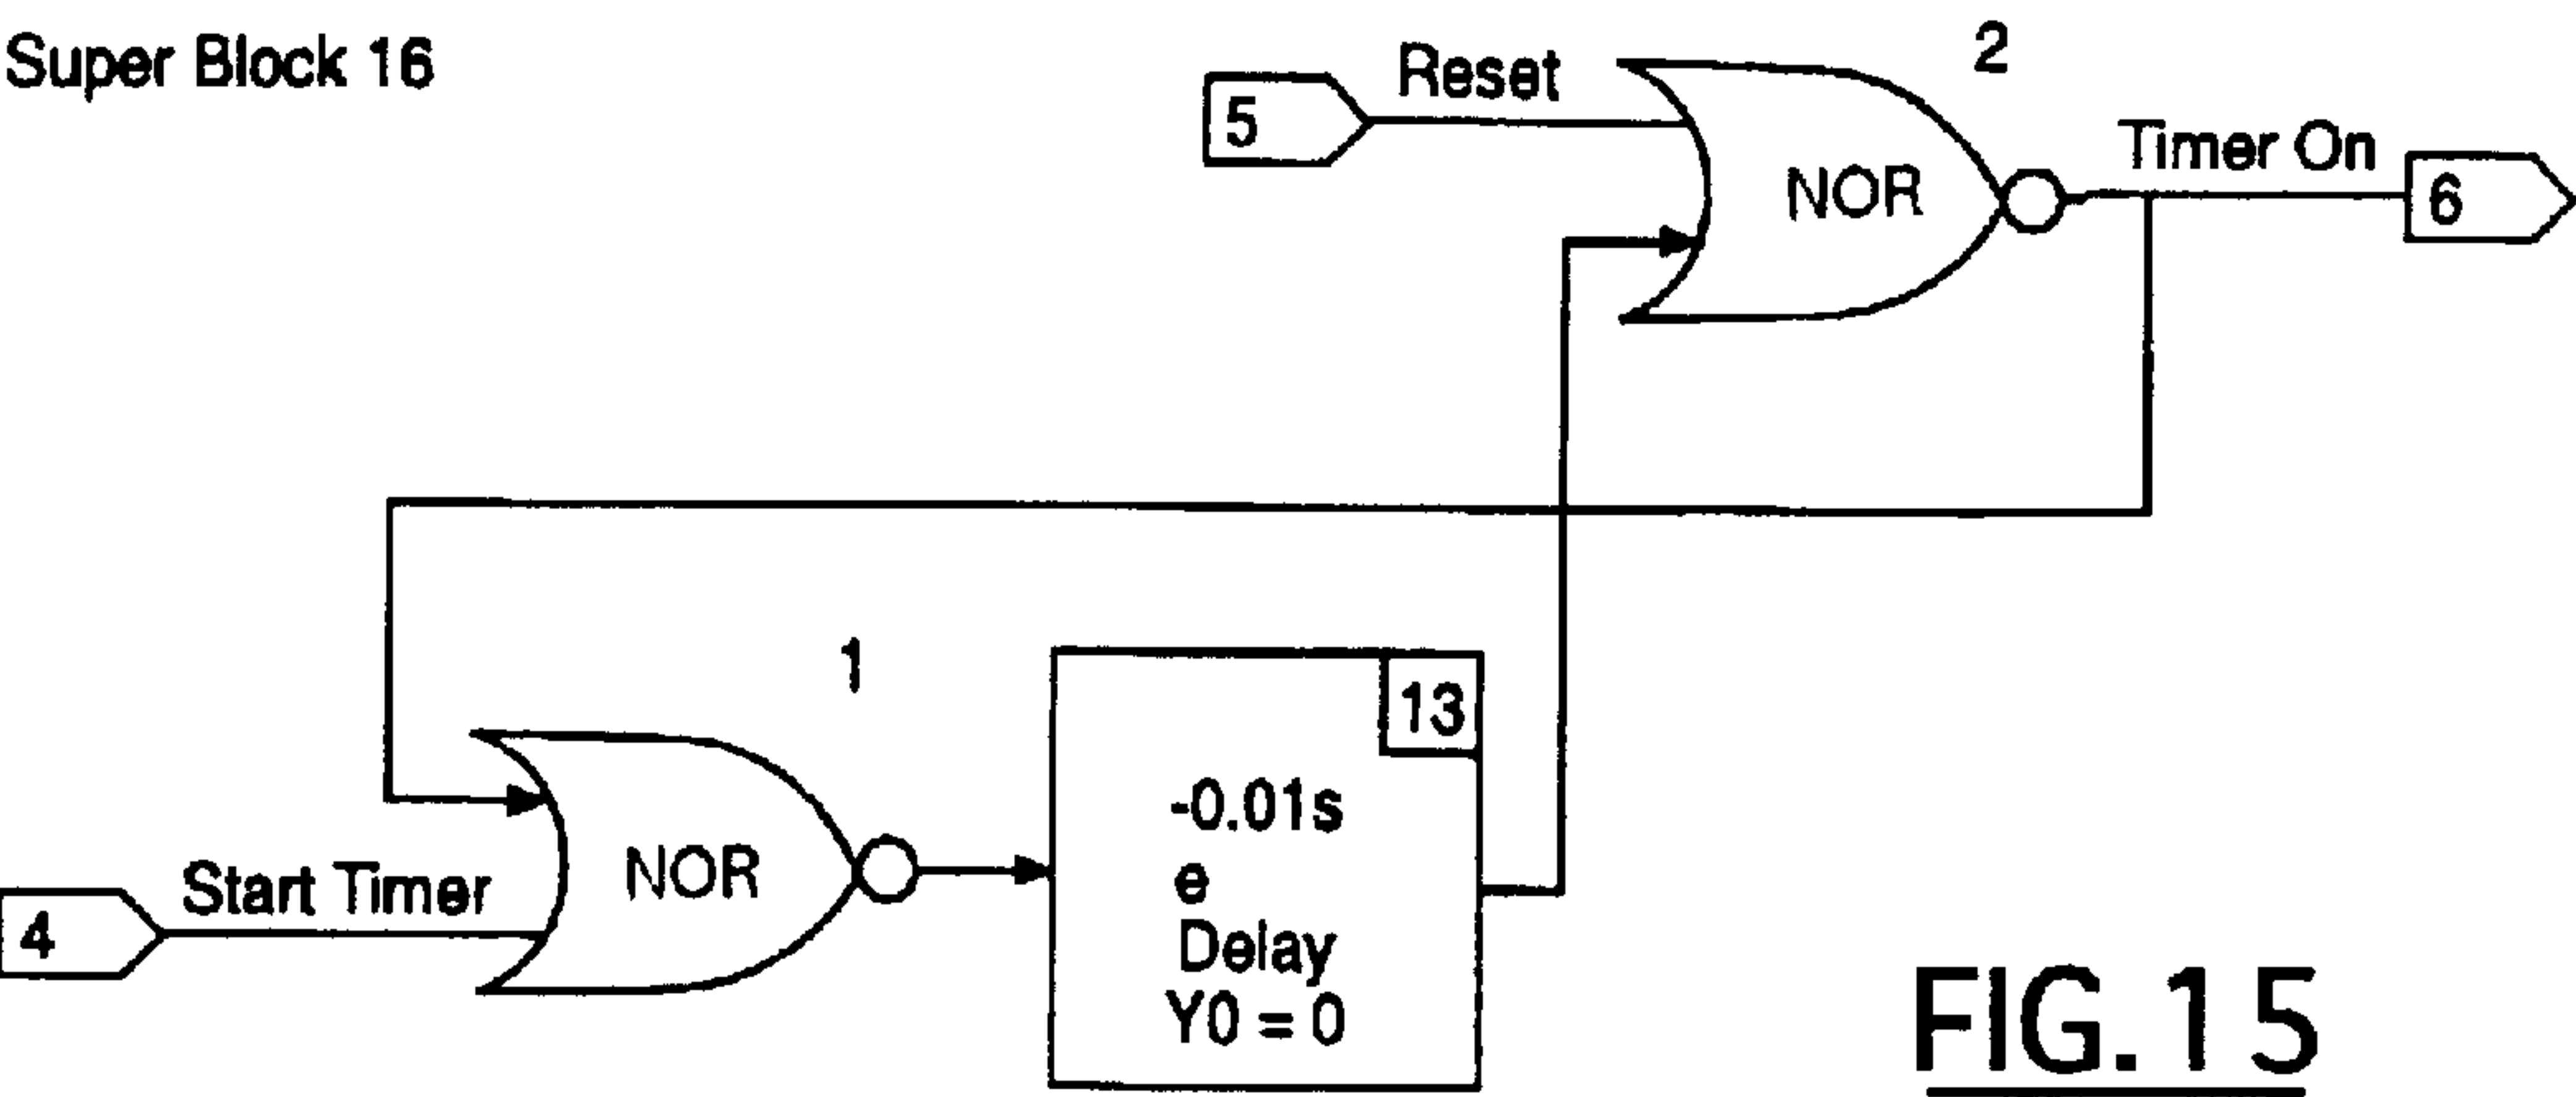 Super Block 16
2
5
Reset
NOR
Timer On
6
1
4
Start Timer
NOR
13
-0.01s
e
Delay
Y0 = 0
FIG.15